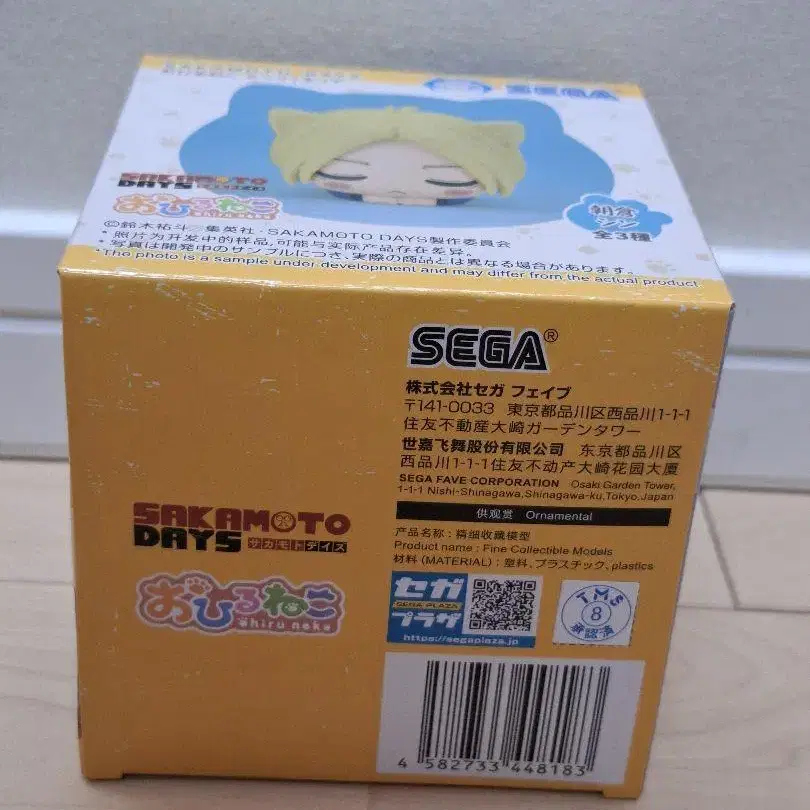 SEGA
SAKAMOTO
DAYS
おひるねこ
ohiru neko
朝倉
シン
全3種
©鈴木祐斗/集英社・SAKAMOTO DAYS製作委員会
*照片为开发中的样品,可能与实际产品存在差异。
*写真は開発中のサンプルにつき、実際の商品とは異なる場合があります。
*The photo is a sample under development and may differ from the actual product.
SEGA®
株式会社セガ フェイブ
〒141-0033 東京都品川区西品川1-1-1
住友不動産大崎ガーデンタワー
世嘉飞舞股份有限公司 东京都品川区
西品川1-1-1住友不动产大崎花园大厦
SEGA FAVE CORPORATION Osaki Garden Tower,
1-1-1 Nishi-Shinagawa,Shinagawa-ku,Tokyo,Japan
供观赏 Ornamental
产品名称:精细收藏模型
Product name : Fine Collectible Models
材料 (MATERIAL) : 塑料、プラスチック、plastics
SAKAMOTO
DAYS サカモトデイズ
おひるねこ
ohiru neko
セガ
SEGA PLAZA
プラザ
https://segaplaza.jp
TMS
8
承認済
4 582733 448183